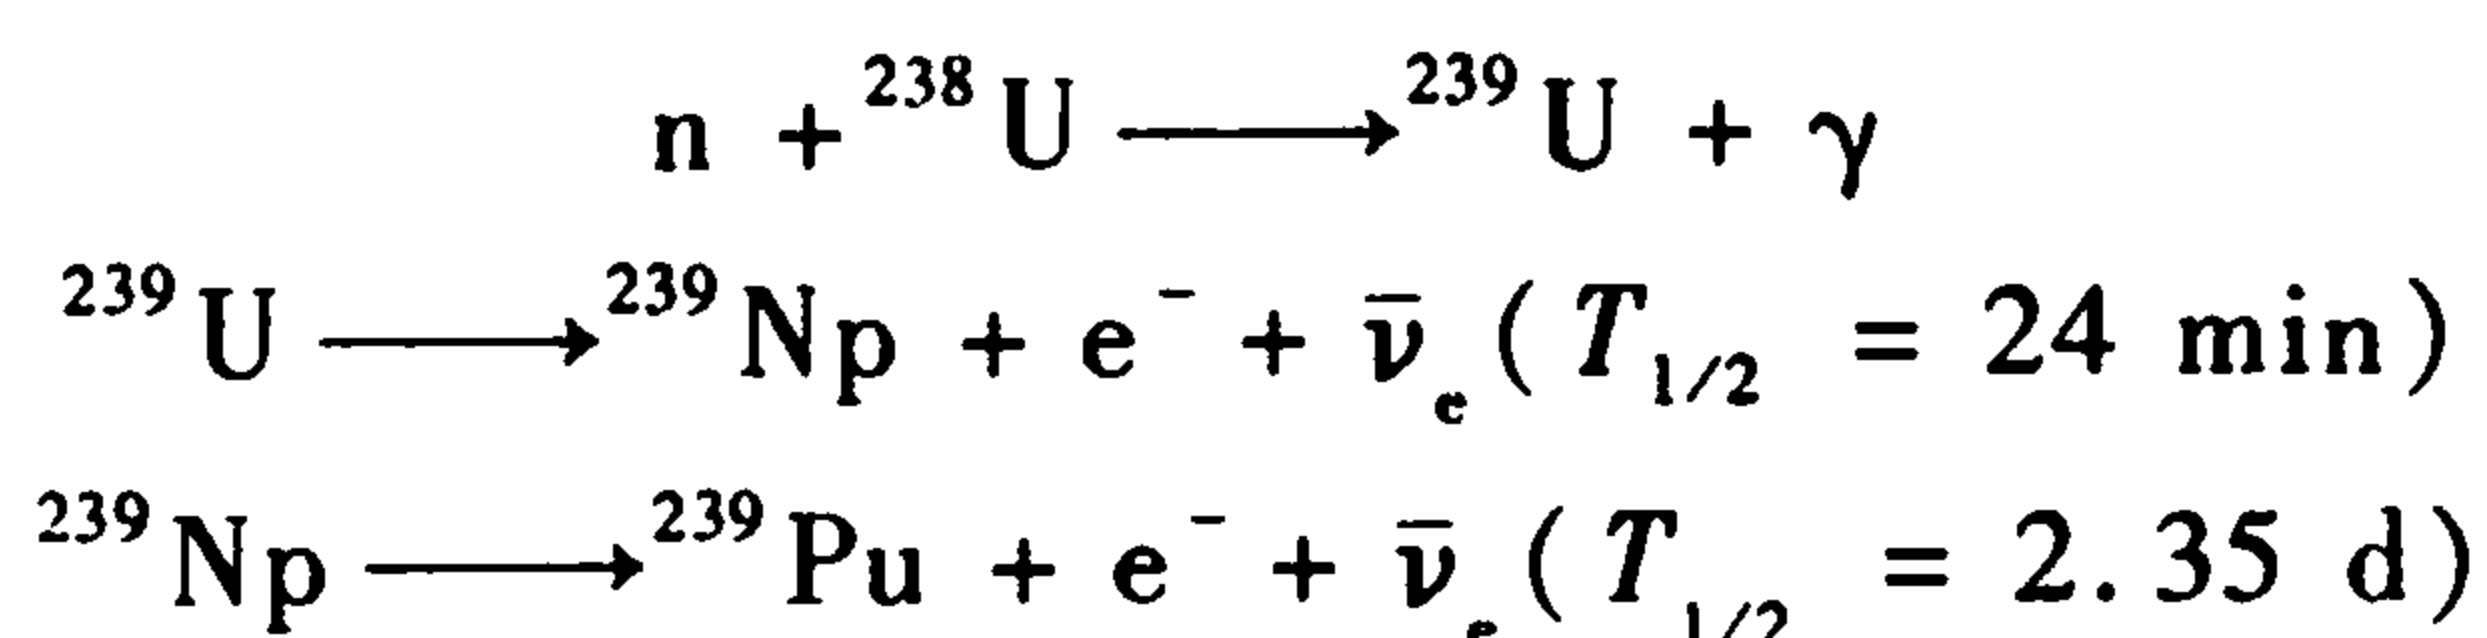 n + ²³⁸U ⟶ ²³⁹U + γ
²³⁹U ⟶ ²³⁹Np + e⁻ + ν̄ₑ (T₁/₂ = 24 min)
²³⁹Np ⟶ ²³⁹Pu + e⁻ + ν̄ₑ (T₁/₂ = 2.35 d)